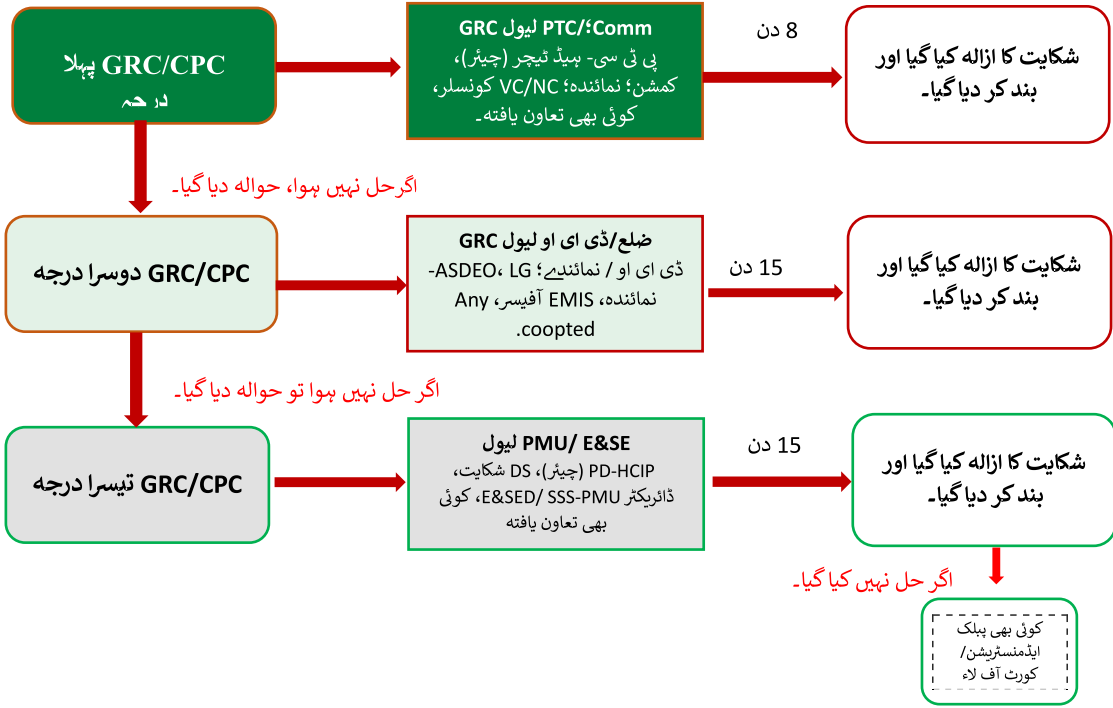 GRC/CPC پہلا
درجہ
Comm؛/PTC لیول GRC
پی ٹی سی- ہیڈ ٹیچر (چیئر)،
کمشن؛ نمائندہ؛ VC/NC کونسلر،
کوئی بھی تعاون یافتہ۔
8 دن
شکایت کا ازالہ کیا گیا اور
بند کر دیا گیا۔
اگرحل نہیں ہوا، حوالہ دیا گیا۔
GRC/CPC دوسرا درجہ
ضلع/ڈی ای او لیول GRC
ڈی ای او / نمائندے؛ ASDEO، LG-
نمائندہ، EMIS آفیسر، Any
coopted.
15 دن
شکایت کا ازالہ کیا گیا اور
بند کر دیا گیا۔
اگر حل نہیں ہوا تو حوالہ دیا گیا۔
GRC/CPC تیسرا درجہ
PMU/ E&SE لیول
PD-HCIP (چیئر)، DS شکایت،
ڈائریکٹر E&SED/ SSS-PMU، کوئی
بھی تعاون یافتہ
15 دن
شکایت کا ازالہ کیا گیا اور
بند کر دیا گیا۔
اگر حل نہیں کیا گیا۔
کوئی بھی پبلک
ایڈمنسٹریشن/
کورٹ آف لاء